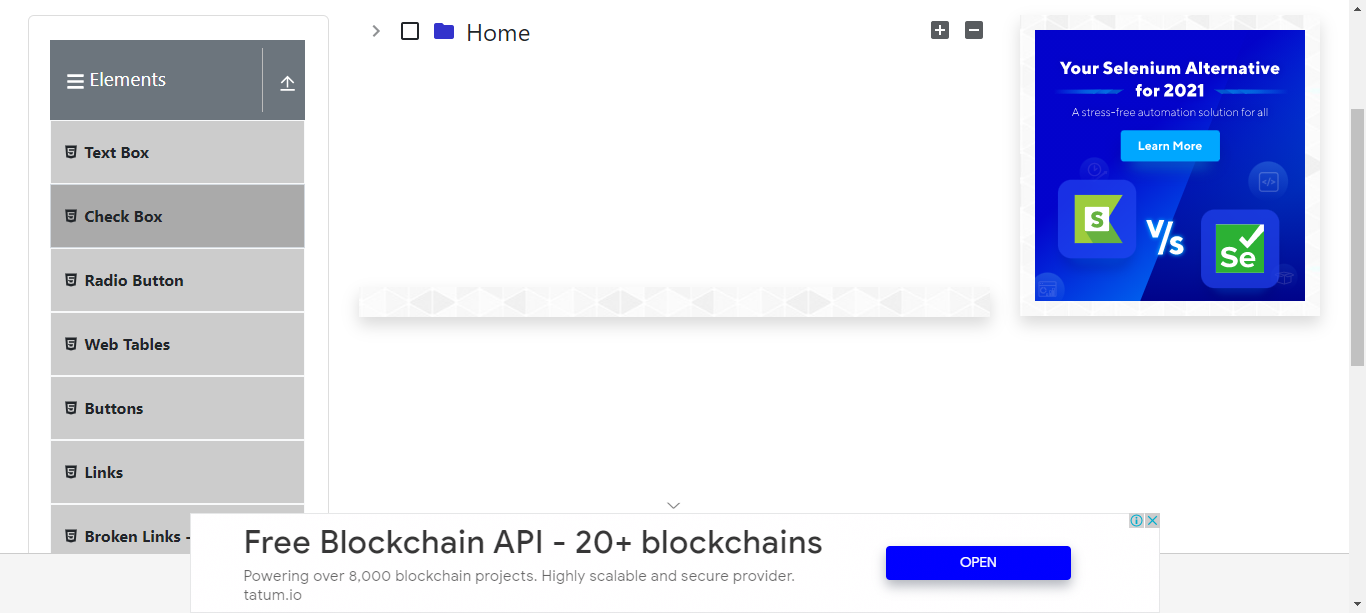 Elements
Text Box
Check Box
Radio Button
Web Tables
Buttons
Links
Broken Links -
Home
Your Selenium Alternative
for 2021
A stress-free automation solution for all
Learn More
S
V/s
Se
Free Blockchain API - 20+ blockchains
Powering over 8,000 blockchain projects. Highly scalable and secure provider.
tatum.io
OPEN